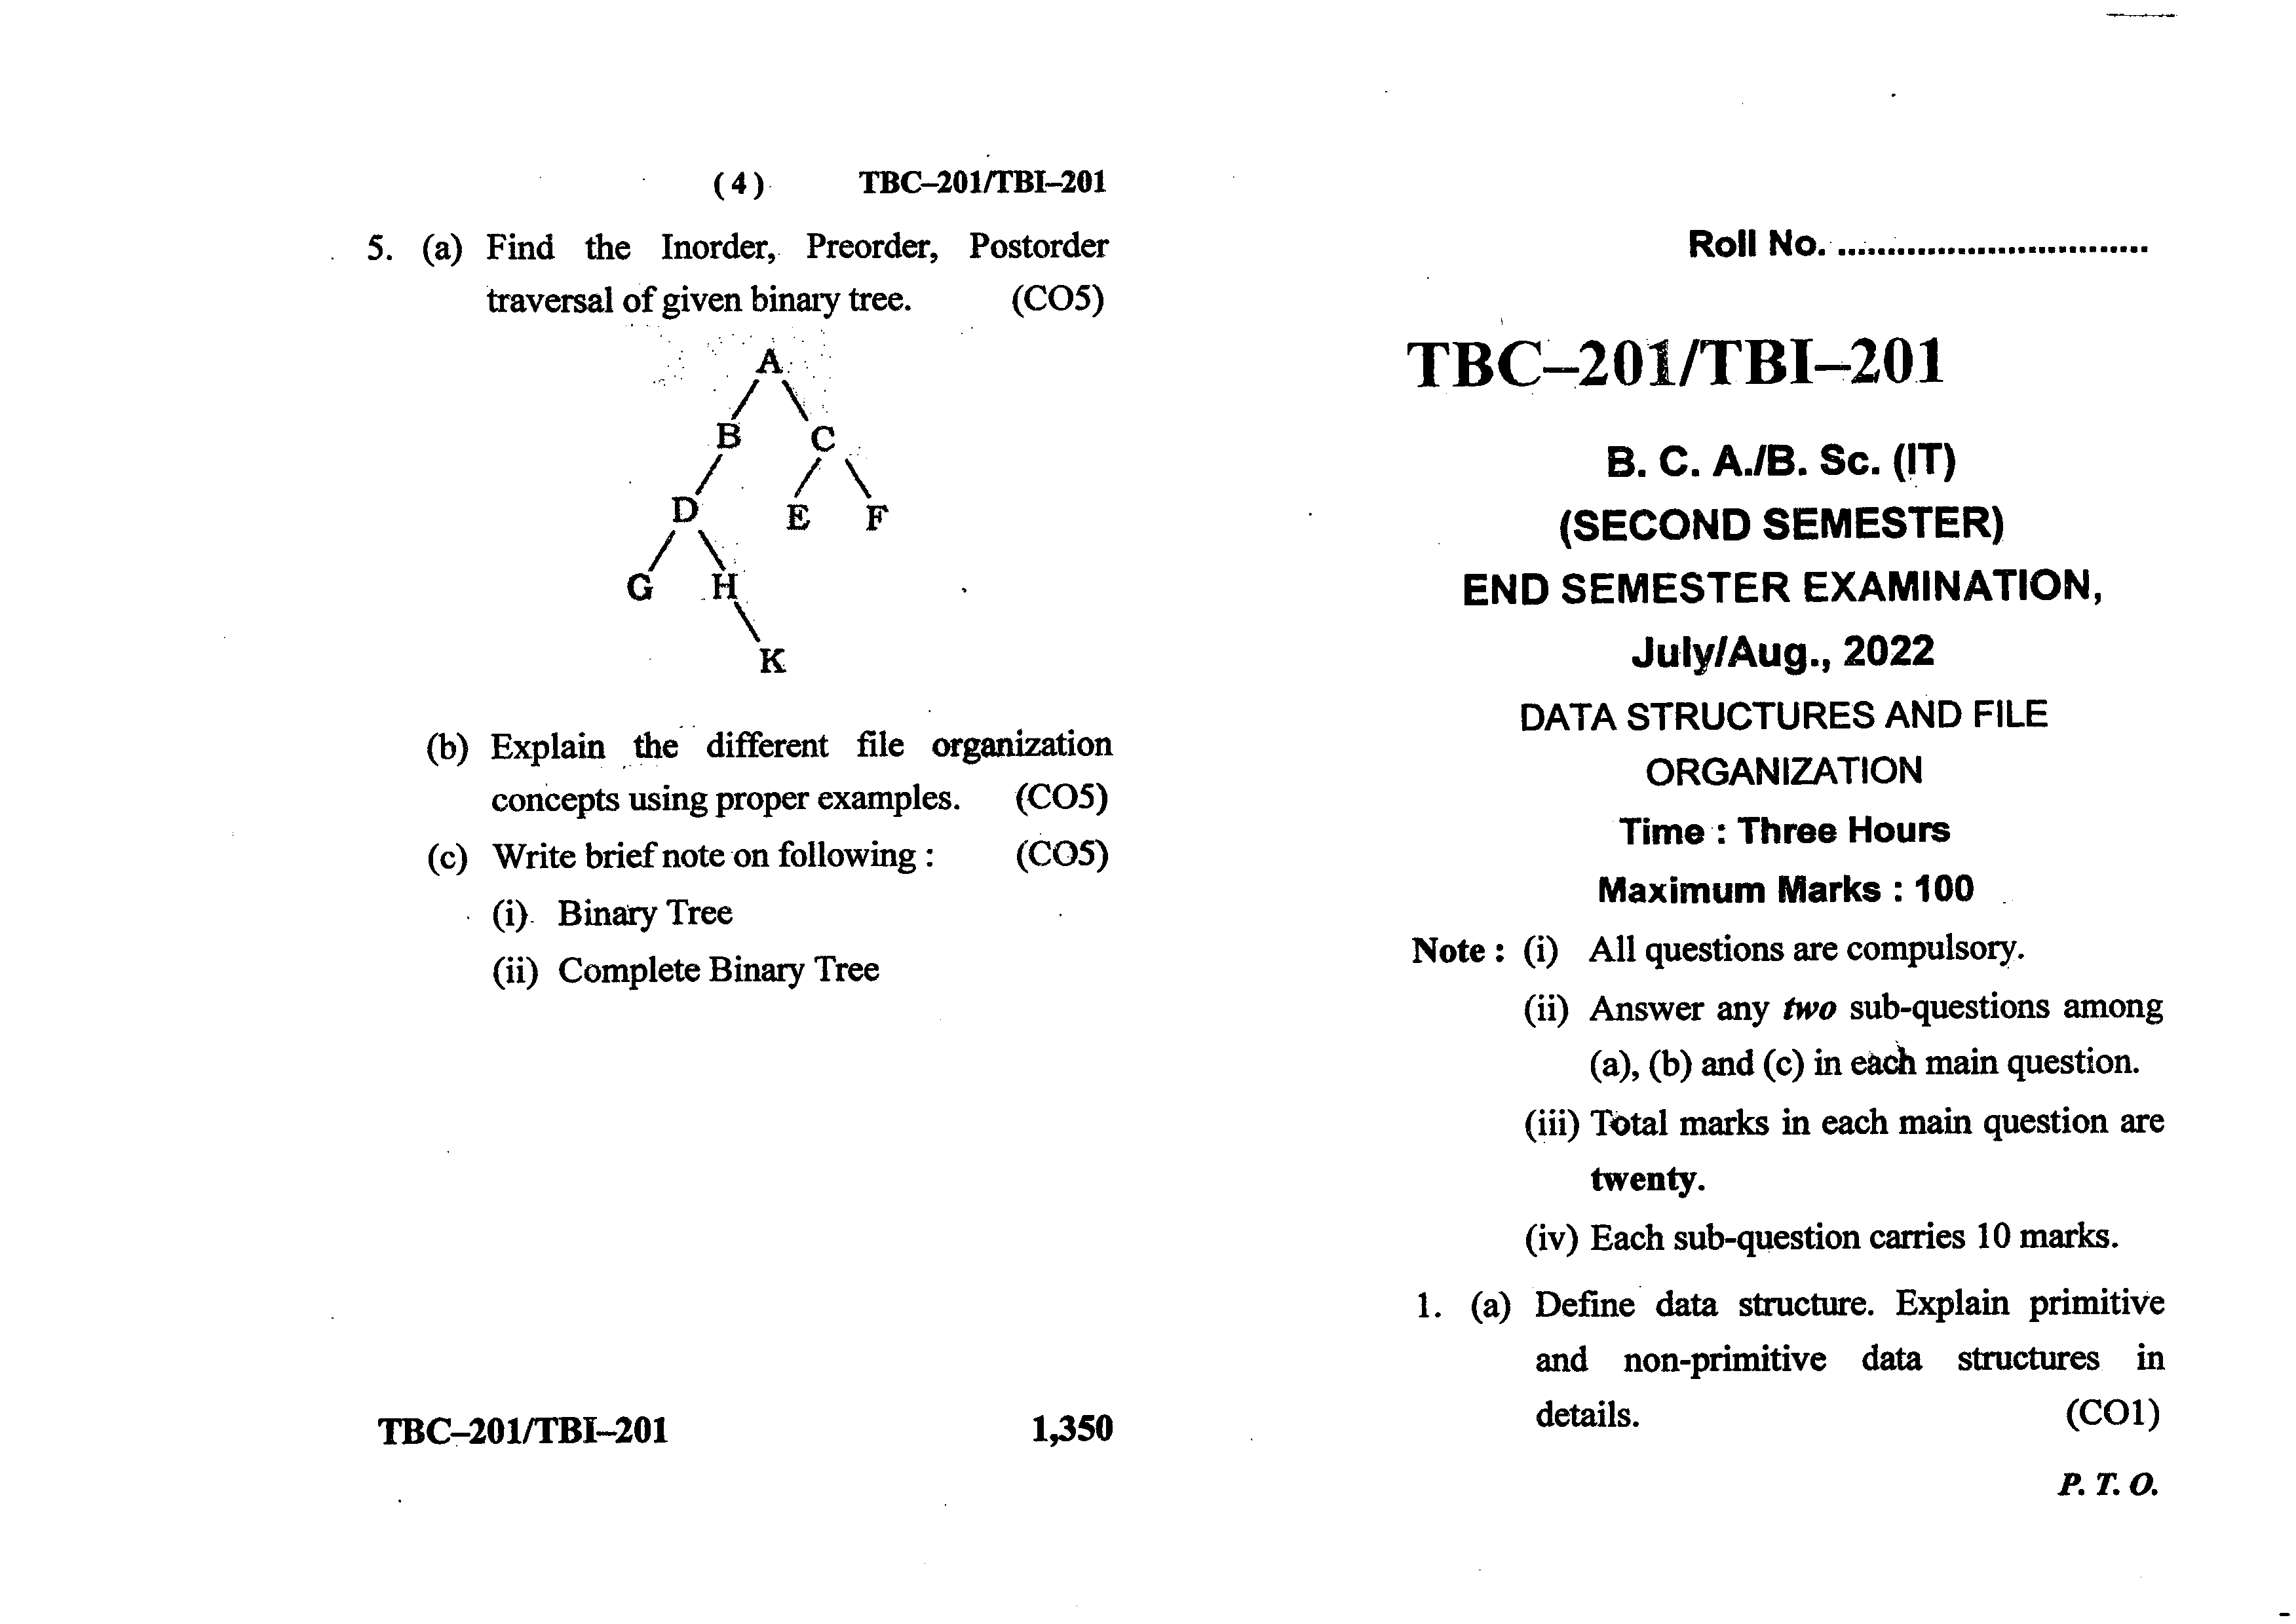 (4) TBC–201/TBI–201
5. (a) Find the Inorder, Preorder, Postorder
traversal of given binary tree. (CO5)
A
B C
D E F
G H
K
(b) Explain the different file organization
concepts using proper examples. (CO5)
(c) Write brief note on following : (CO5)
(i) Binary Tree
(ii) Complete Binary Tree
TBC–201/TBI–201 1,350
Roll No. ................................
TBC–201/TBI–201
B. C. A./B. Sc. (IT)
(SECOND SEMESTER)
END SEMESTER EXAMINATION,
July/Aug., 2022
DATA STRUCTURES AND FILE
ORGANIZATION
Time : Three Hours
Maximum Marks : 100
Note : (i) All questions are compulsory.
(ii) Answer any two sub-questions among
(a), (b) and (c) in each main question.
(iii) Total marks in each main question are
twenty.
(iv) Each sub-question carries 10 marks.
1. (a) Define data structure. Explain primitive
and non-primitive data structures in
details. (CO1)
P. T. O.